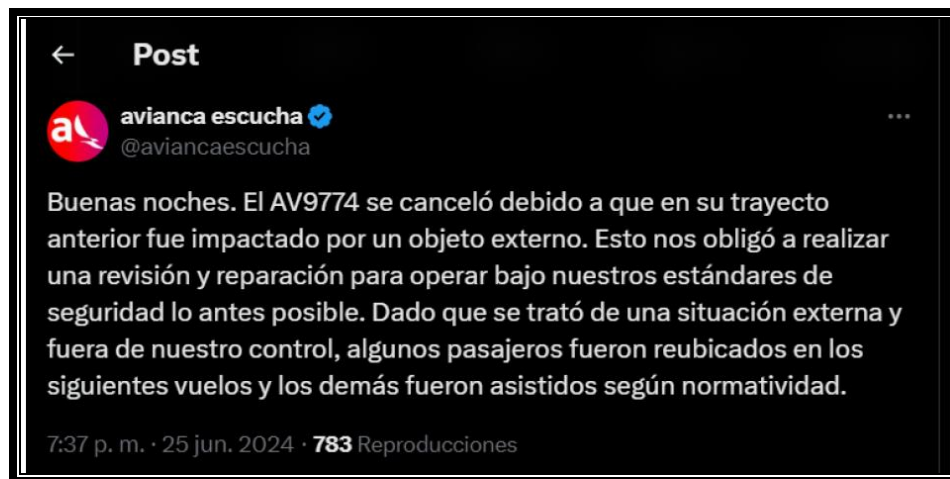 ← Post
avianca escucha
@aviancaescucha
Buenas noches. El AV9774 se canceló debido a que en su trayecto
anterior fue impactado por un objeto externo. Esto nos obligó a realizar
una revisión y reparación para operar bajo nuestros estándares de
seguridad lo antes posible. Dado que se trató de una situación externa y
fuera de nuestro control, algunos pasajeros fueron reubicados en los
siguientes vuelos y los demás fueron asistidos según normatividad.
7:37 p. m. · 25 jun. 2024 · 783 Reproducciones